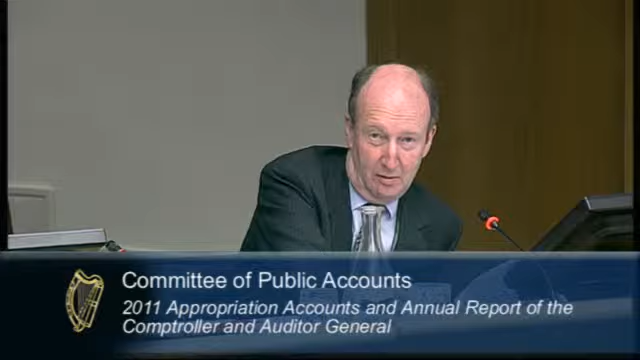 Committee of Public Accounts
2011 Appropriation Accounts and Annual Report of the
Comptroller and Auditor General